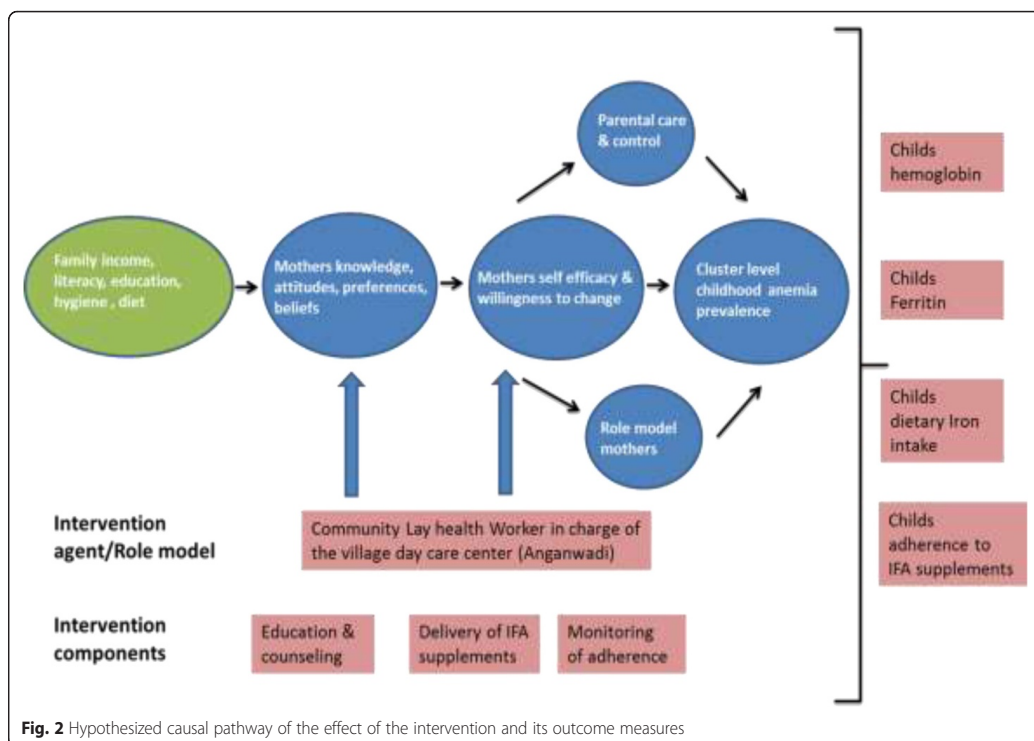 Parental care
& control
Childs
hemoglobin
Family income,
literacy, education,
hygiene , diet
Mothers knowledge,
attitudes, preferences,
beliefs
Mothers self efficacy &
willingness to change
Cluster level
childhood anemia
prevalence
Childs
Ferritin
Role model
mothers
Childs
dietary Iron
intake
Intervention
agent/Role model
Community Lay health Worker in charge of
the village day care center (Anganwadi)
Childs
adherence to
IFA supplements
Intervention
components
Education &
counseling
Delivery of IFA
supplements
Monitoring
of adherence
Fig. 2 Hypothesized causal pathway of the effect of the intervention and its outcome measures